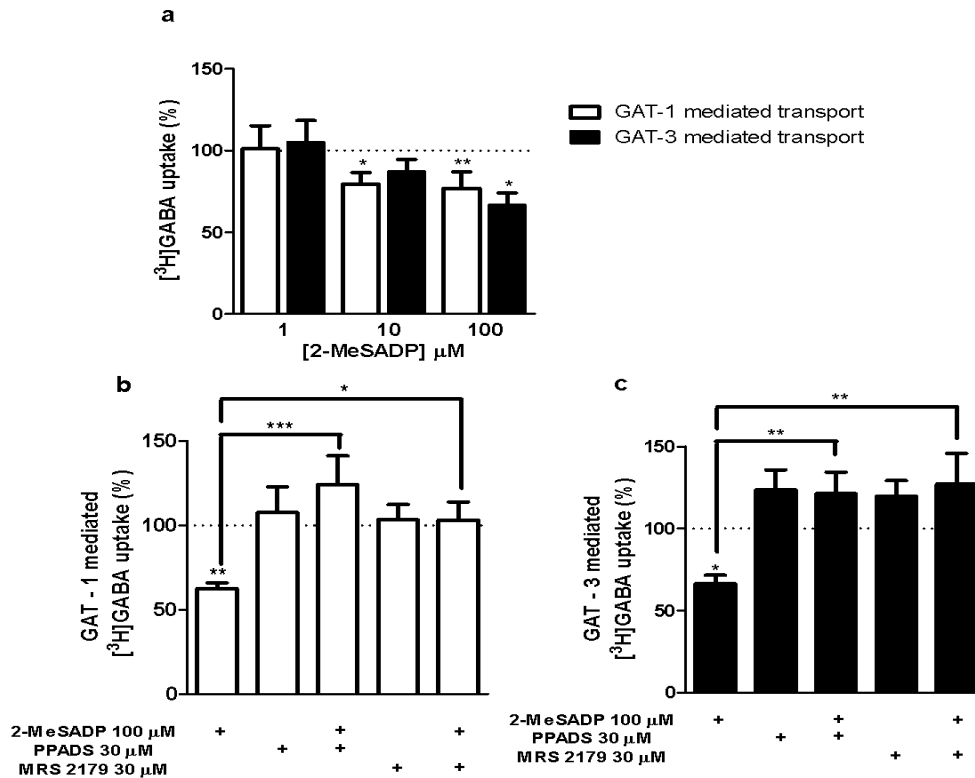 a
150
100
50
0
[³H]GABA uptake (%)
* ** *
1 10 100
[2-MeSADP] μM
GAT-1 mediated transport
GAT-3 mediated transport
b
*
***
**
150
100
50
0
GAT - 1 mediated
[³H]GABA uptake (%)
c
**
**
*
150
100
50
0
GAT - 3 mediated
[³H]GABA uptake (%)
2-MeSADP 100 μM + + +
PPADS 30 μM + +
MRS 2179 30 μM + +
2-MeSADP 100 μM + + +
PPADS 30 μM + +
MRS 2179 30 μM + +